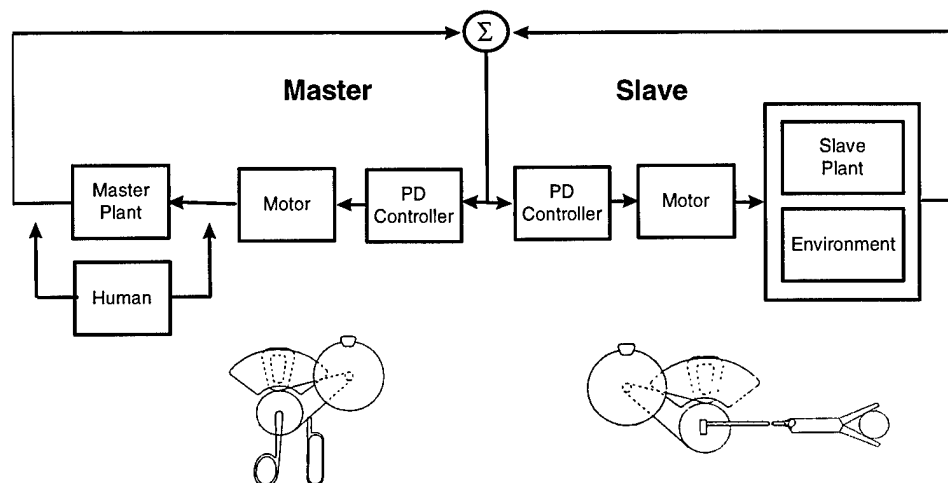 Σ
Master
Slave
Master
Plant
Motor
PD
Controller
PD
Controller
Motor
Slave
Plant
Environment
Human